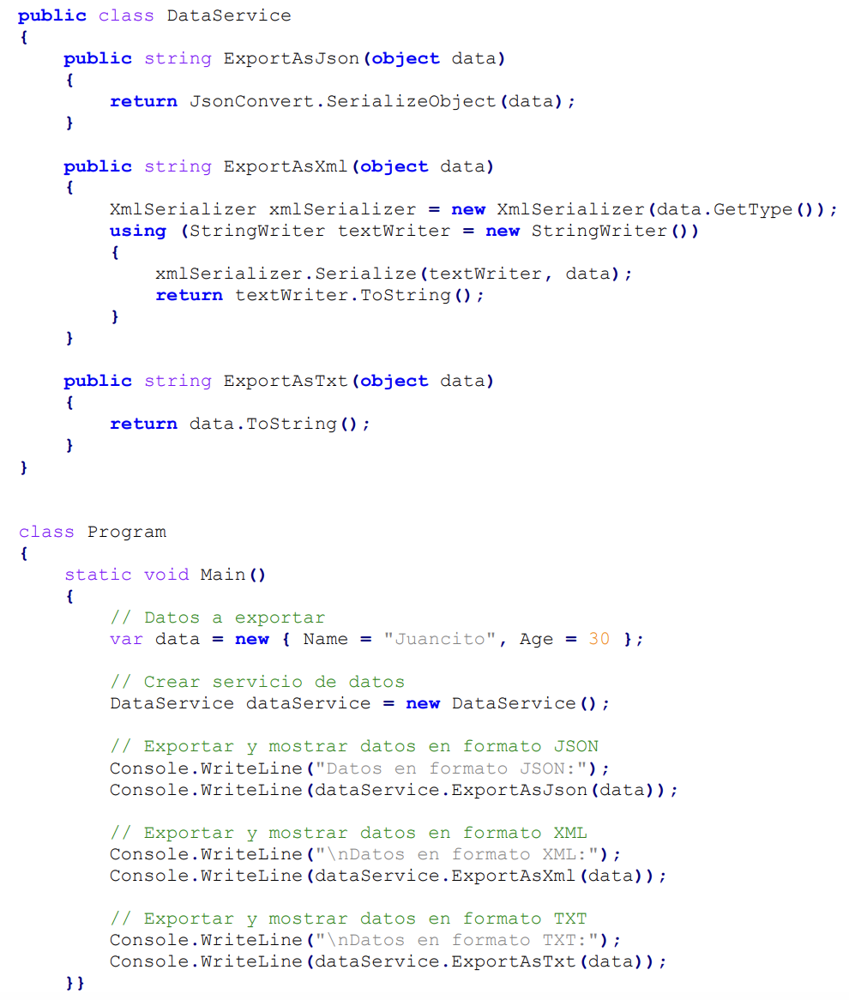 public class DataService
{
    public string ExportAsJson(object data)
    {
        return JsonConvert.SerializeObject(data);
    }

    public string ExportAsXml(object data)
    {
        XmlSerializer xmlSerializer = new XmlSerializer(data.GetType());
        using (StringWriter textWriter = new StringWriter())
        {
            xmlSerializer.Serialize(textWriter, data);
            return textWriter.ToString();
        }
    }

    public string ExportAsTxt(object data)
    {
        return data.ToString();
    }
}

class Program
{
    static void Main()
    {
        // Datos a exportar
        var data = new { Name = "Juancito", Age = 30 };

        // Crear servicio de datos
        DataService dataService = new DataService();

        // Exportar y mostrar datos en formato JSON
        Console.WriteLine("Datos en formato JSON:");
        Console.WriteLine(dataService.ExportAsJson(data));

        // Exportar y mostrar datos en formato XML
        Console.WriteLine("\nDatos en formato XML:");
        Console.WriteLine(dataService.ExportAsXml(data));

        // Exportar y mostrar datos en formato TXT
        Console.WriteLine("\nDatos en formato TXT:");
        Console.WriteLine(dataService.ExportAsTxt(data));
    }}